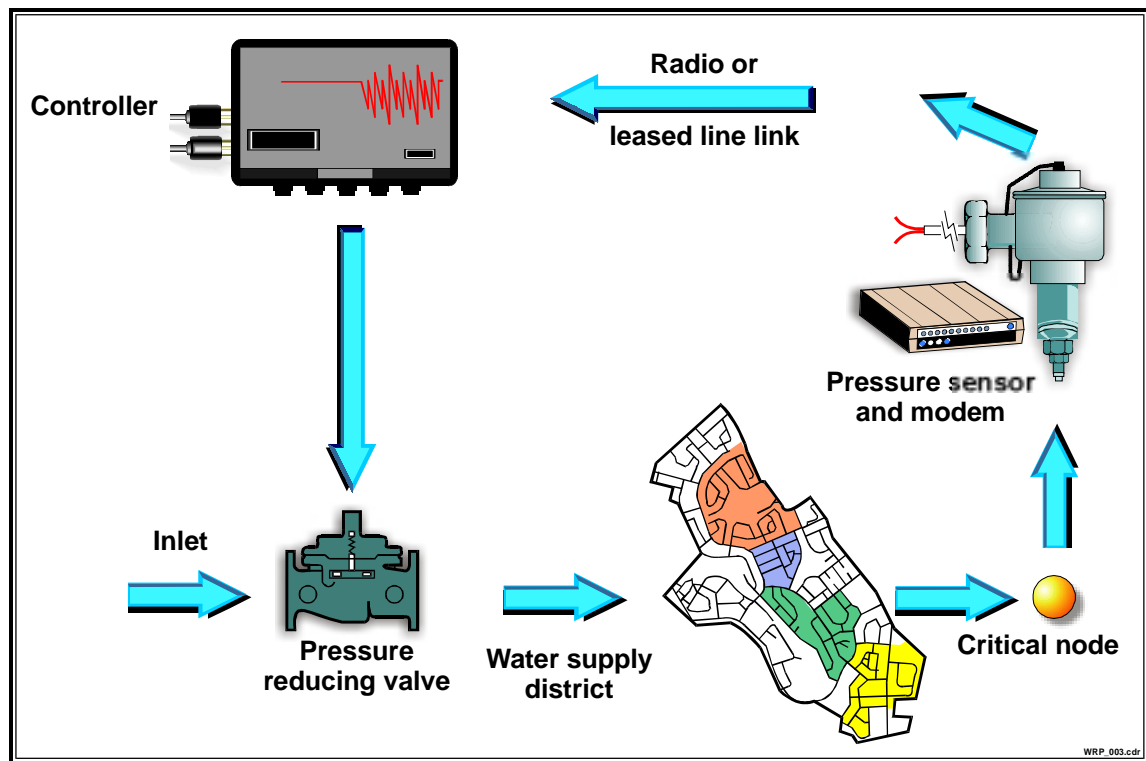 Controller
Radio or
leased line link
Pressure sensor
and modem
Inlet
Pressure
reducing valve
Water supply
district
Critical node
WRP_003.cdr